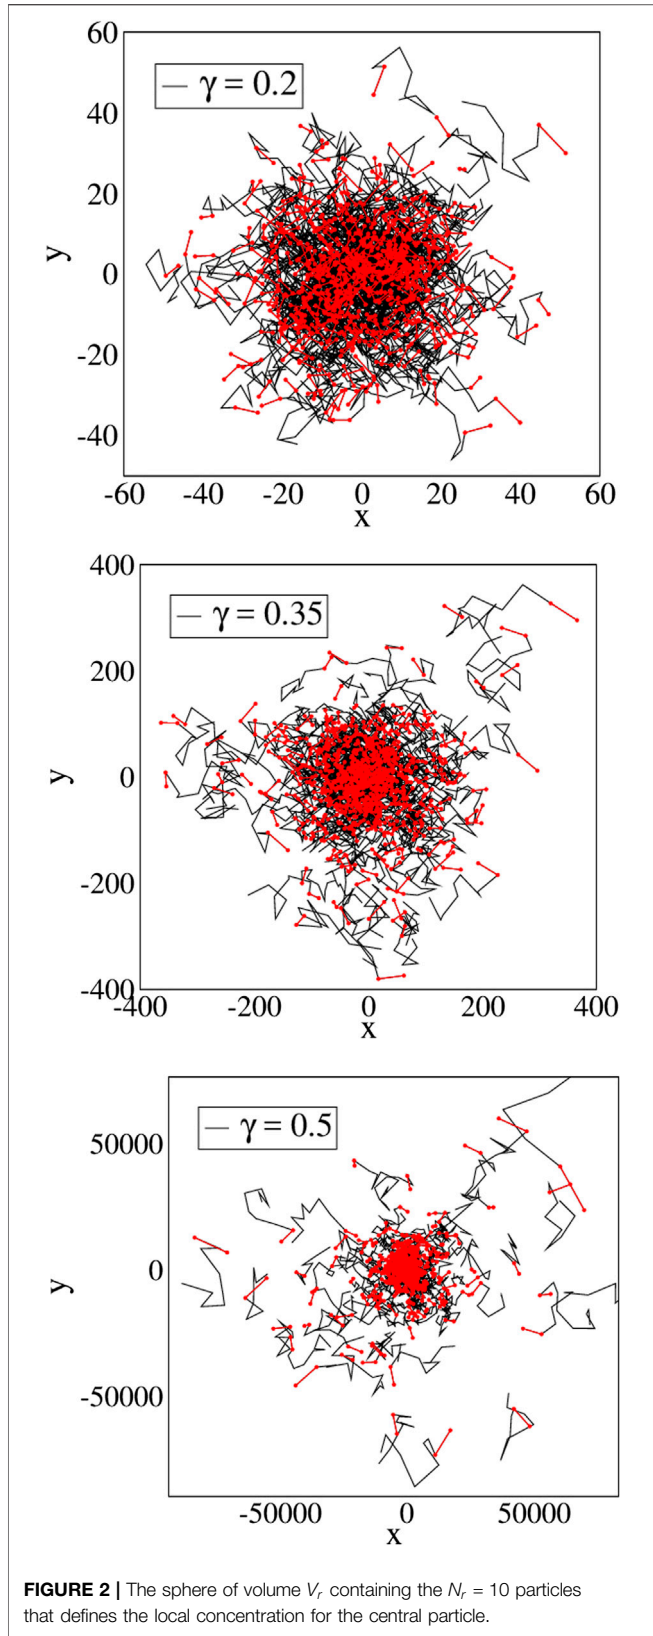 60
40
20
0
-20
-40
-60 -40 -20 0 20 40 60
y
x
γ = 0.2
400
200
0
-200
-400
-400 -200 0 200 400
y
x
γ = 0.35
50000
0
-50000
-50000 0 50000
y
x
γ = 0.5
FIGURE 2 | The sphere of volume Vr containing the Nr = 10 particles
that defines the local concentration for the central particle.